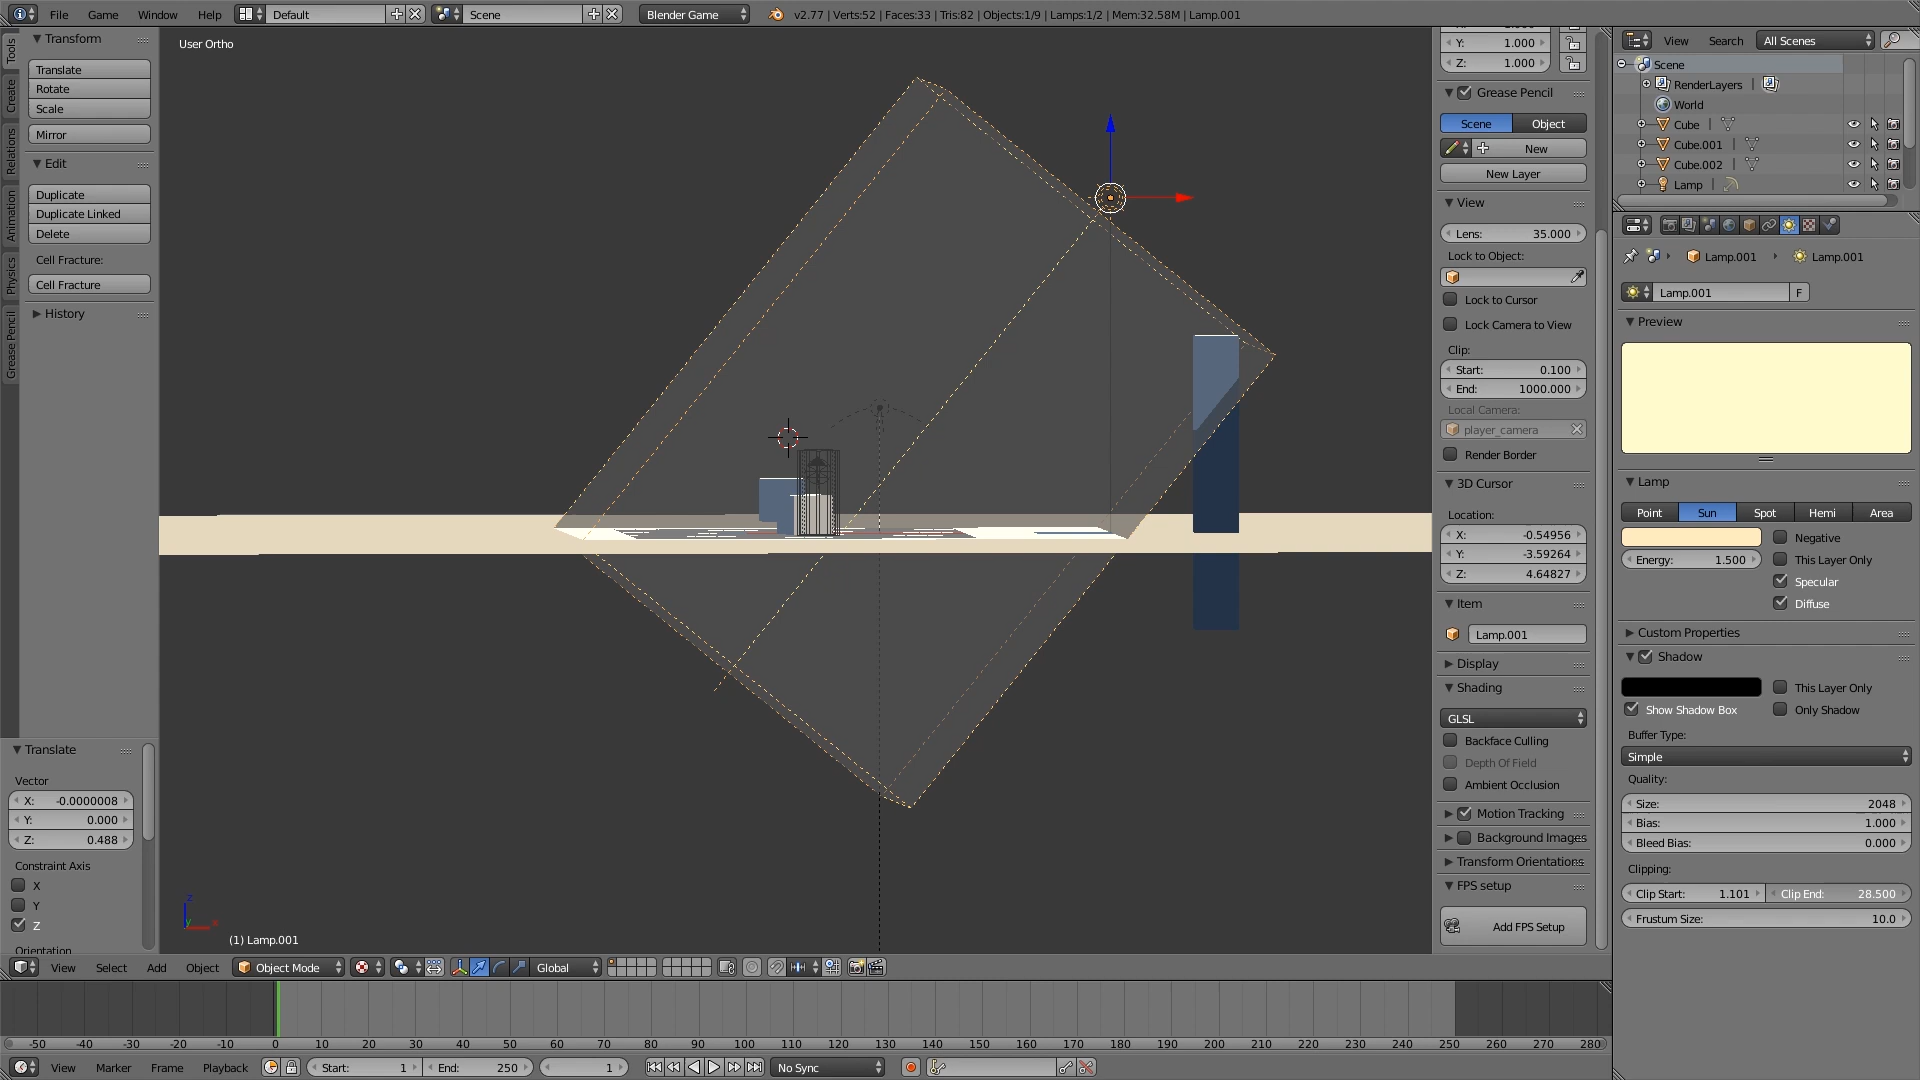 File Game Window Help Default Scene Blender Game v2.77 | Verts:52 | Faces:33 | Tris:82 | Objects:1/9 | Lamps:1/2 | Mem:32.58M | Lamp.001
Tools
Create
Relations
Animation
Physics
Grease Pencil
Transform
Translate
Rotate
Scale
Mirror
Edit
Duplicate
Duplicate Linked
Delete
Cell Fracture:
Cell Fracture
History
Translate
Vector
X: -0.0000008
Y: 0.000
Z: 0.488
Constraint Axis
X
Y
Z
Orientation
User Ortho
z
x
(1) Lamp.001
Y: 1.000
Z: 1.000
Grease Pencil
Scene Object
New
New Layer
View
Lens: 35.000
Lock to Object:
Lock to Cursor
Lock Camera to View
Clip:
Start: 0.100
End: 1000.000
Local Camera:
player_camera
Render Border
3D Cursor
Location:
X: -0.54956
Y: -3.59264
Z: 4.64827
Item
Lamp.001
Display
Shading
GLSL
Backface Culling
Depth Of Field
Ambient Occlusion
Motion Tracking
Background Images
Transform Orientations
FPS setup
Add FPS Setup
View Search All Scenes
Scene
RenderLayers |
World
Cube |
Cube.001 |
Cube.002 |
Lamp |
Lamp.001 Lamp.001
Lamp.001 F
Preview
Lamp
Point Sun Spot Hemi Area
Negative
Energy: 1.500 This Layer Only
Specular
Diffuse
Custom Properties
Shadow
This Layer Only
Show Shadow Box Only Shadow
Buffer Type:
Simple
Quality:
Size: 2048
Bias: 1.000
Bleed Bias: 0.000
Clipping:
Clip Start: 1.101 Clip End: 28.500
Frustum Size: 10.0
View Select Add Object Object Mode Global
-50 -40 -30 -20 -10 0 10 20 30 40 50 60 70 80 90 100 110 120 130 140 150 160 170 180 190 200 210 220 230 240 250 260 270 280
View Marker Frame Playback Start: 1 End: 250 1 No Sync